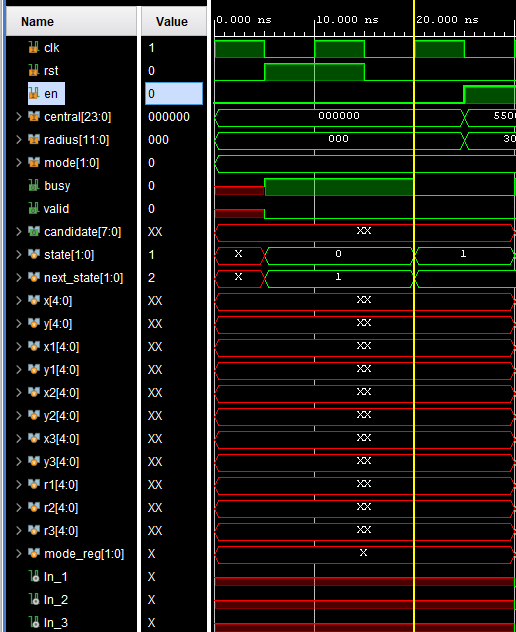 Name Value 0.000 ns 10.000 ns 20.000 ns
clk 1
rst 0
en 0
central[23:0] 000000 000000 5500
radius[11:0] 000 000 30
mode[1:0] 0
busy 0
valid 0
candidate[7:0] XX XX
state[1:0] 1 X 0 1
next_state[1:0] 2 X 1
x[4:0] XX XX
y[4:0] XX XX
x1[4:0] XX XX
y1[4:0] XX XX
x2[4:0] XX XX
y2[4:0] XX XX
x3[4:0] XX XX
y3[4:0] XX XX
r1[4:0] XX XX
r2[4:0] XX XX
r3[4:0] XX XX
mode_reg[1:0] X X
In_1 X
In_2 X
In_3 X